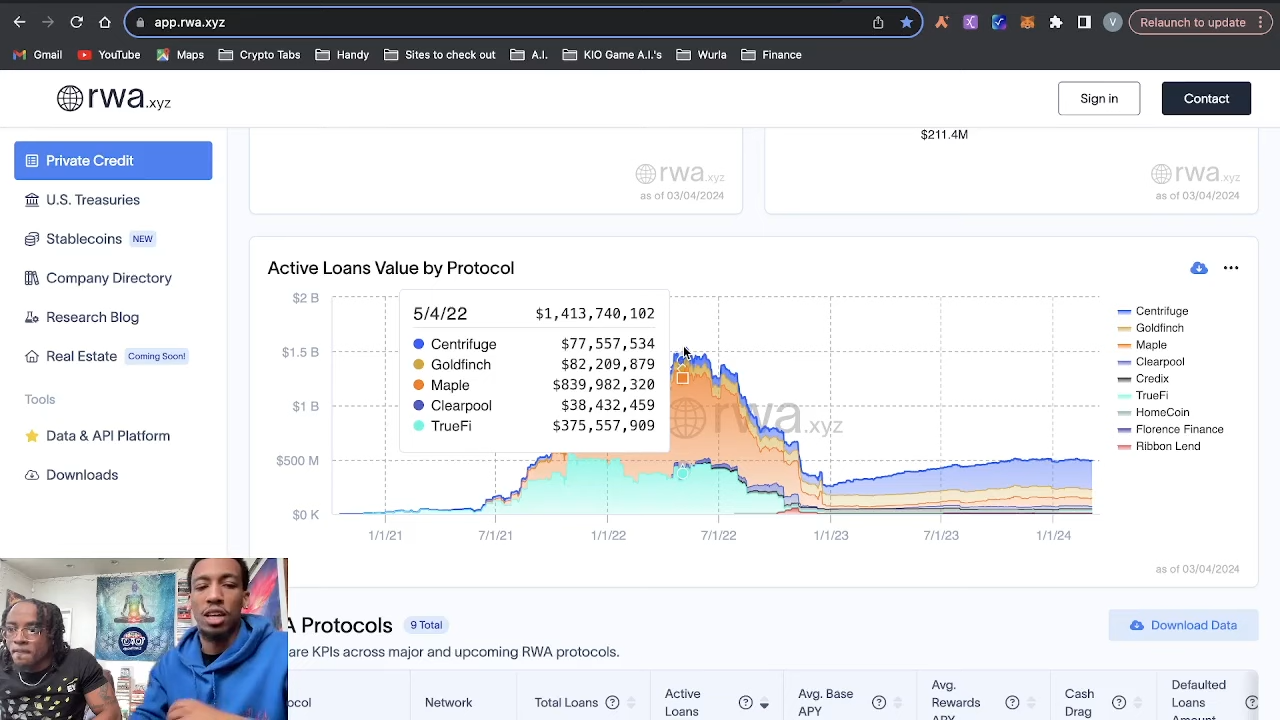 app.rwa.xyz
V
Relaunch to update
Gmail
YouTube
Maps
Crypto Tabs
Handy
Sites to check out
A.I.
KIO Game A.I.'s
Wurla
Finance
rwa.xyz
Sign in
Contact
Private Credit
U.S. Treasuries
Stablecoins NEW
Company Directory
Research Blog
Real Estate Coming Soon!
Tools
Data & API Platform
Downloads
rwa.xyz
as of 03/04/2024
$211.4M
rwa.xyz
as of 03/04/2024
Active Loans Value by Protocol
$2 B
$1.5 B
$1 B
$500 M
$0 K
5/4/22 $1,413,740,102
Centrifuge $77,557,534
Goldfinch $82,209,879
Maple $839,982,320
Clearpool $38,432,459
TrueFi $375,557,909
rwa.xyz
1/1/21 7/1/21 1/1/22 7/1/22 1/1/23 7/1/23 1/1/24
Centrifuge
Goldfinch
Maple
Clearpool
Credix
TrueFi
HomeCoin
Florence Finance
Ribbon Lend
as of 03/04/2024
A Protocols 9 Total
Download Data
are KPIs across major and upcoming RWA protocols.
ocol
Network
Total Loans
Active
Loans
Avg. Base
APY
Avg.
Rewards
APY
Cash
Drag
Defaulted
Loans
Amount